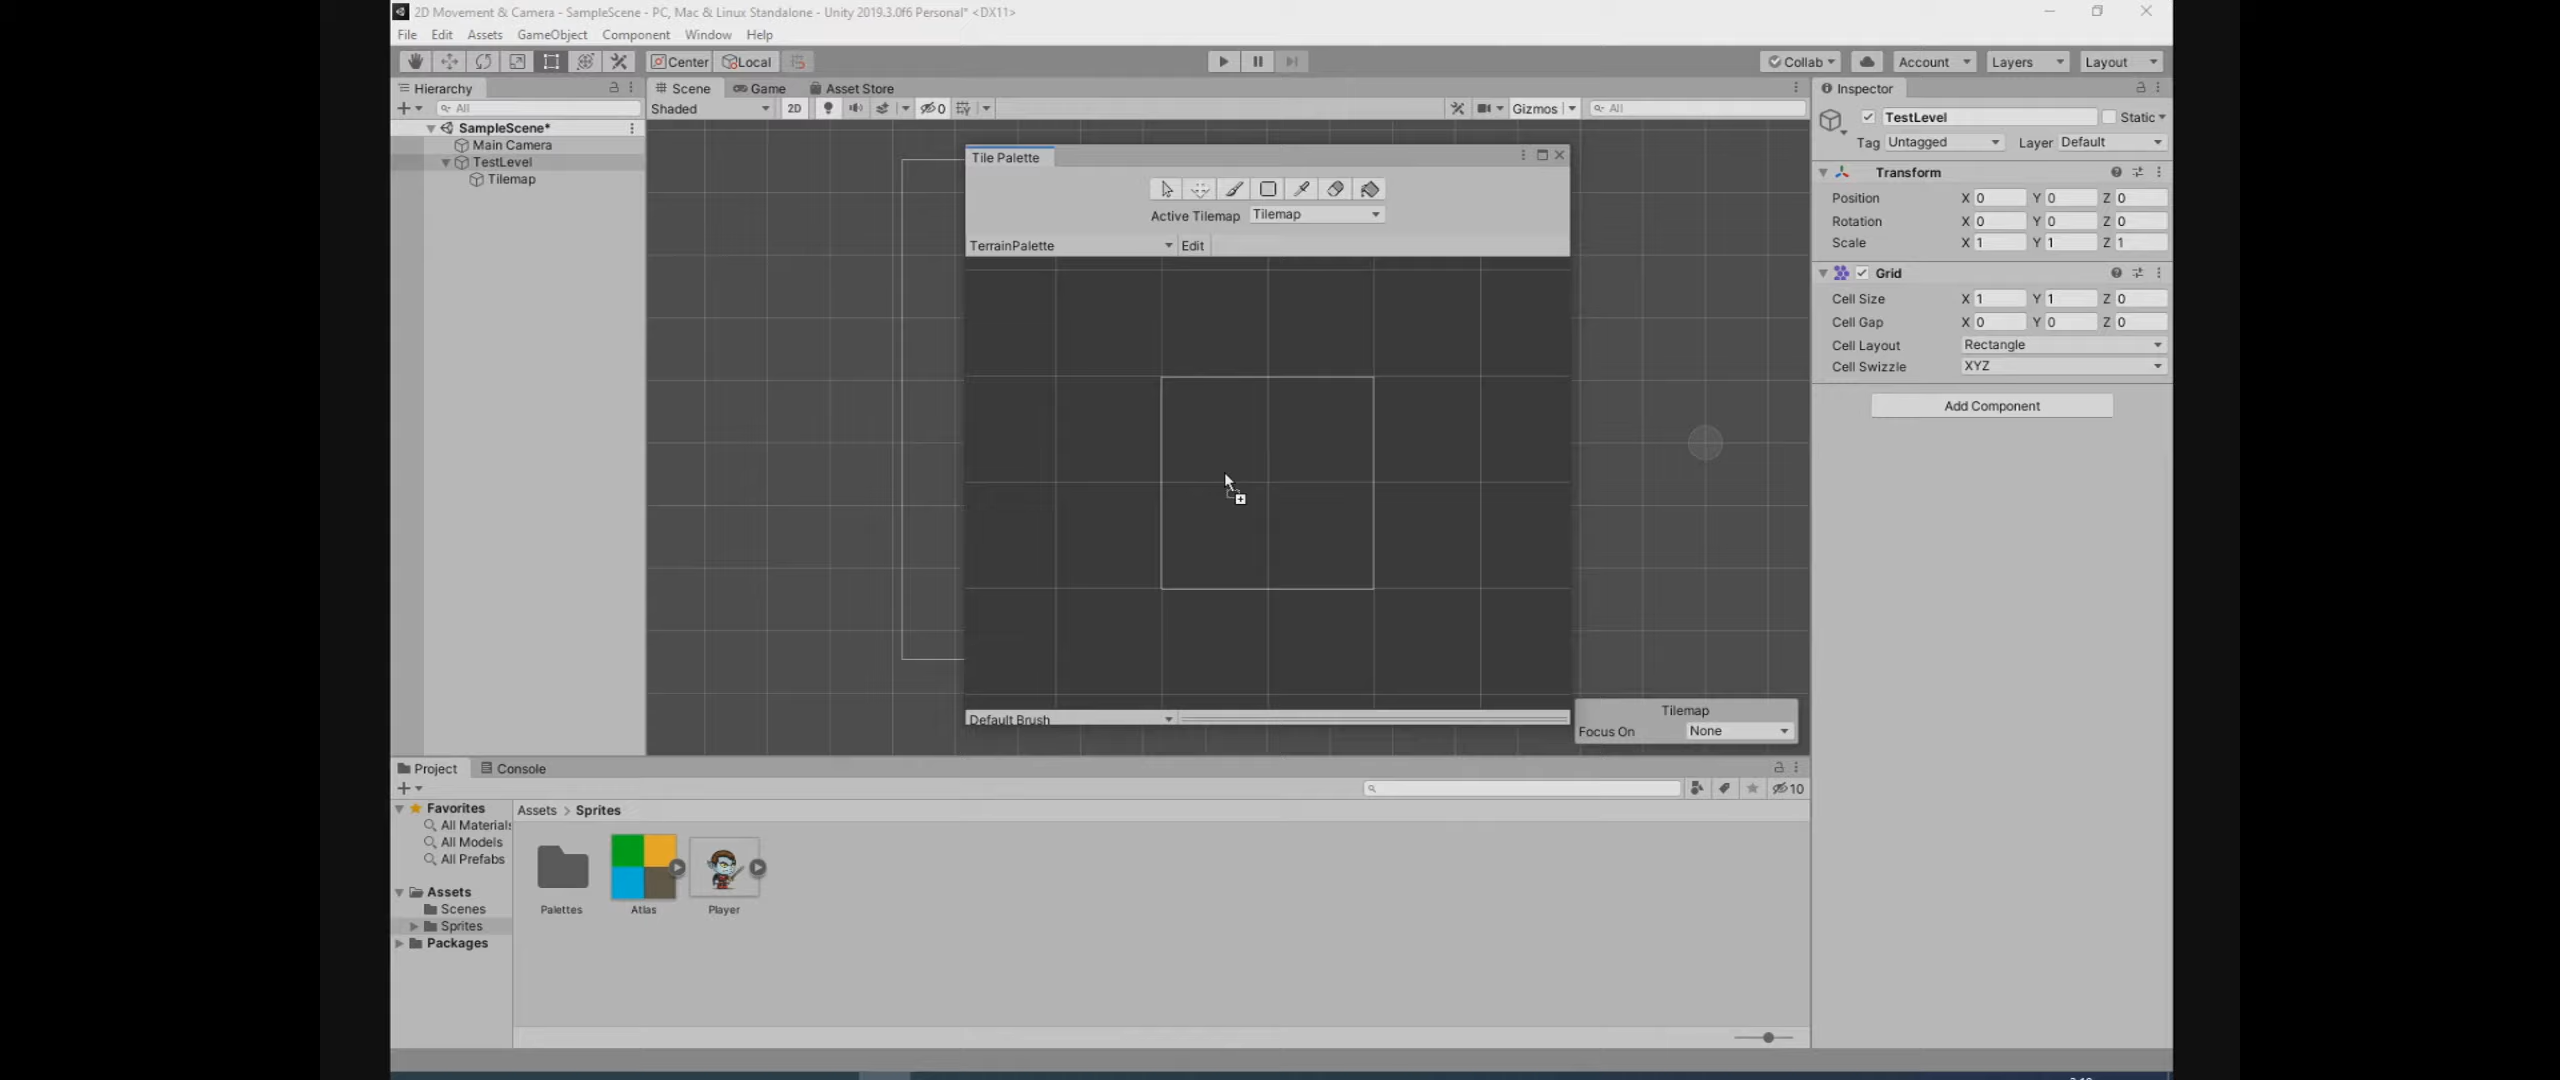 2D Movement & Camera - SampleScene - PC, Mac & Linux Standalone - Unity 2019.3.0f6 Personal* <DX11>
File Edit Assets GameObject Component Window Help
Center Local Collab Account Layers Layout
Hierarchy
All
SampleScene*
Main Camera
TestLevel
Tilemap
Scene Game Asset Store
Shaded 2D 0 Gizmos All
Tile Palette
Active Tilemap Tilemap
TerrainPalette Edit
Default Brush
Tilemap
Focus On None
Inspector
TestLevel Static
Tag Untagged Layer Default
Transform
Position X 0 Y 0 Z 0
Rotation X 0 Y 0 Z 0
Scale X 1 Y 1 Z 1
Grid
Cell Size X 1 Y 1 Z 0
Cell Gap X 0 Y 0 Z 0
Cell Layout Rectangle
Cell Swizzle XYZ
Add Component
Project Console
10
Favorites
All Materials
All Models
All Prefabs
Assets
Scenes
Sprites
Packages
Assets > Sprites
Palettes Atlas Player